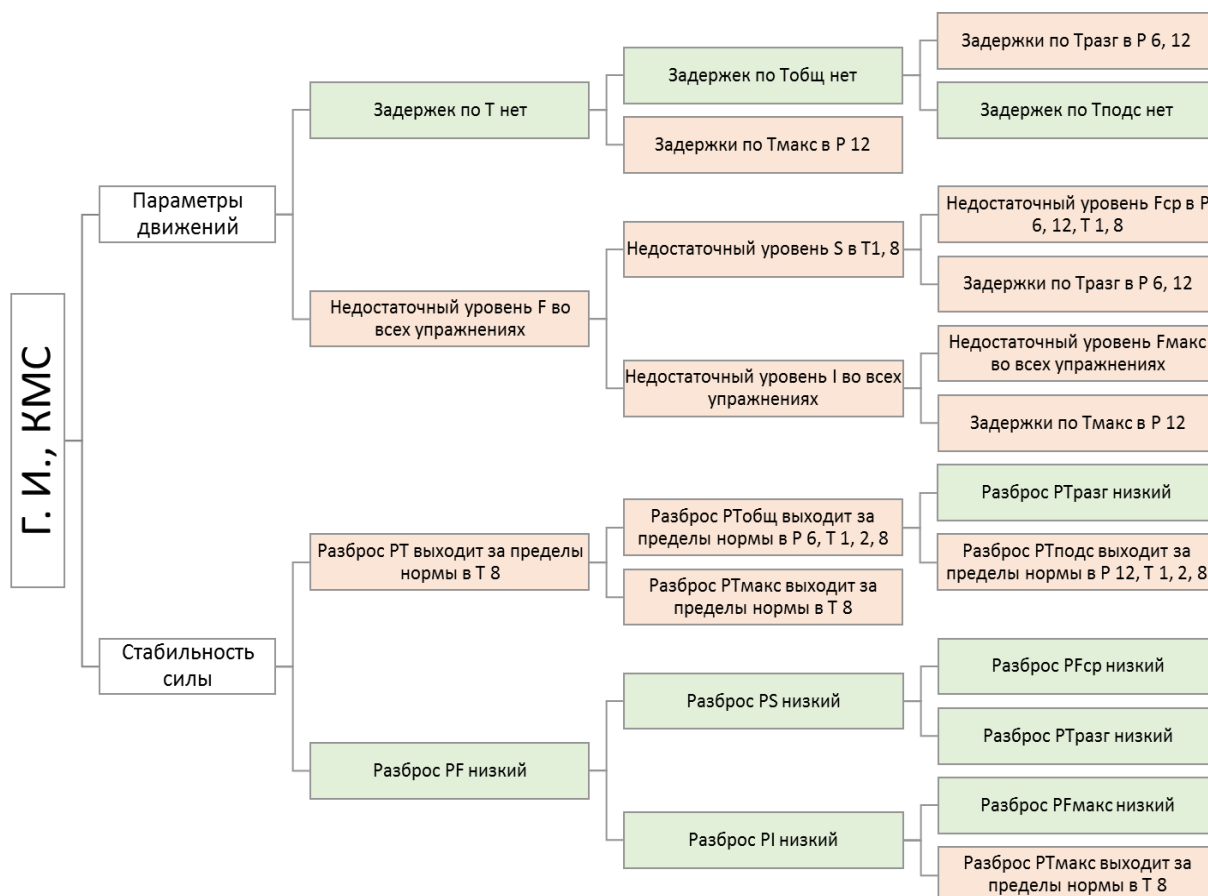 Г. И., КМС
Параметры
движений
Задержек по Т нет
Задержек по Тобщ нет
Задержки по Тразг в Р 6, 12
Задержек по Тподс нет
Задержки по Тмакс в Р 12
Недостаточный уровень F во
всех упражнениях
Недостаточный уровень S в Т1, 8
Недостаточный уровень Fср в Р
6, 12, Т 1, 8
Задержки по Тразг в Р 6, 12
Недостаточный уровень I во всех
упражнениях
Недостаточный уровень Fмакс
во всех упражнениях
Задержки по Тмакс в Р 12
Стабильность
силы
Разброс РТ выходит за пределы
нормы в Т 8
Разброс РТобщ выходит за
пределы нормы в Р 6, Т 1, 2, 8
Разброс РТразг низкий
Разброс РТподс выходит за
пределы нормы в Р 12, Т 1, 2, 8
Разброс РТмакс выходит за
пределы нормы в Т 8
Разброс PF низкий
Разброс PS низкий
Разброс PFср низкий
Разброс РТразг низкий
Разброс PI низкий
Разброс PFмакс низкий
Разброс РТмакс выходит за
пределы нормы в Т 8